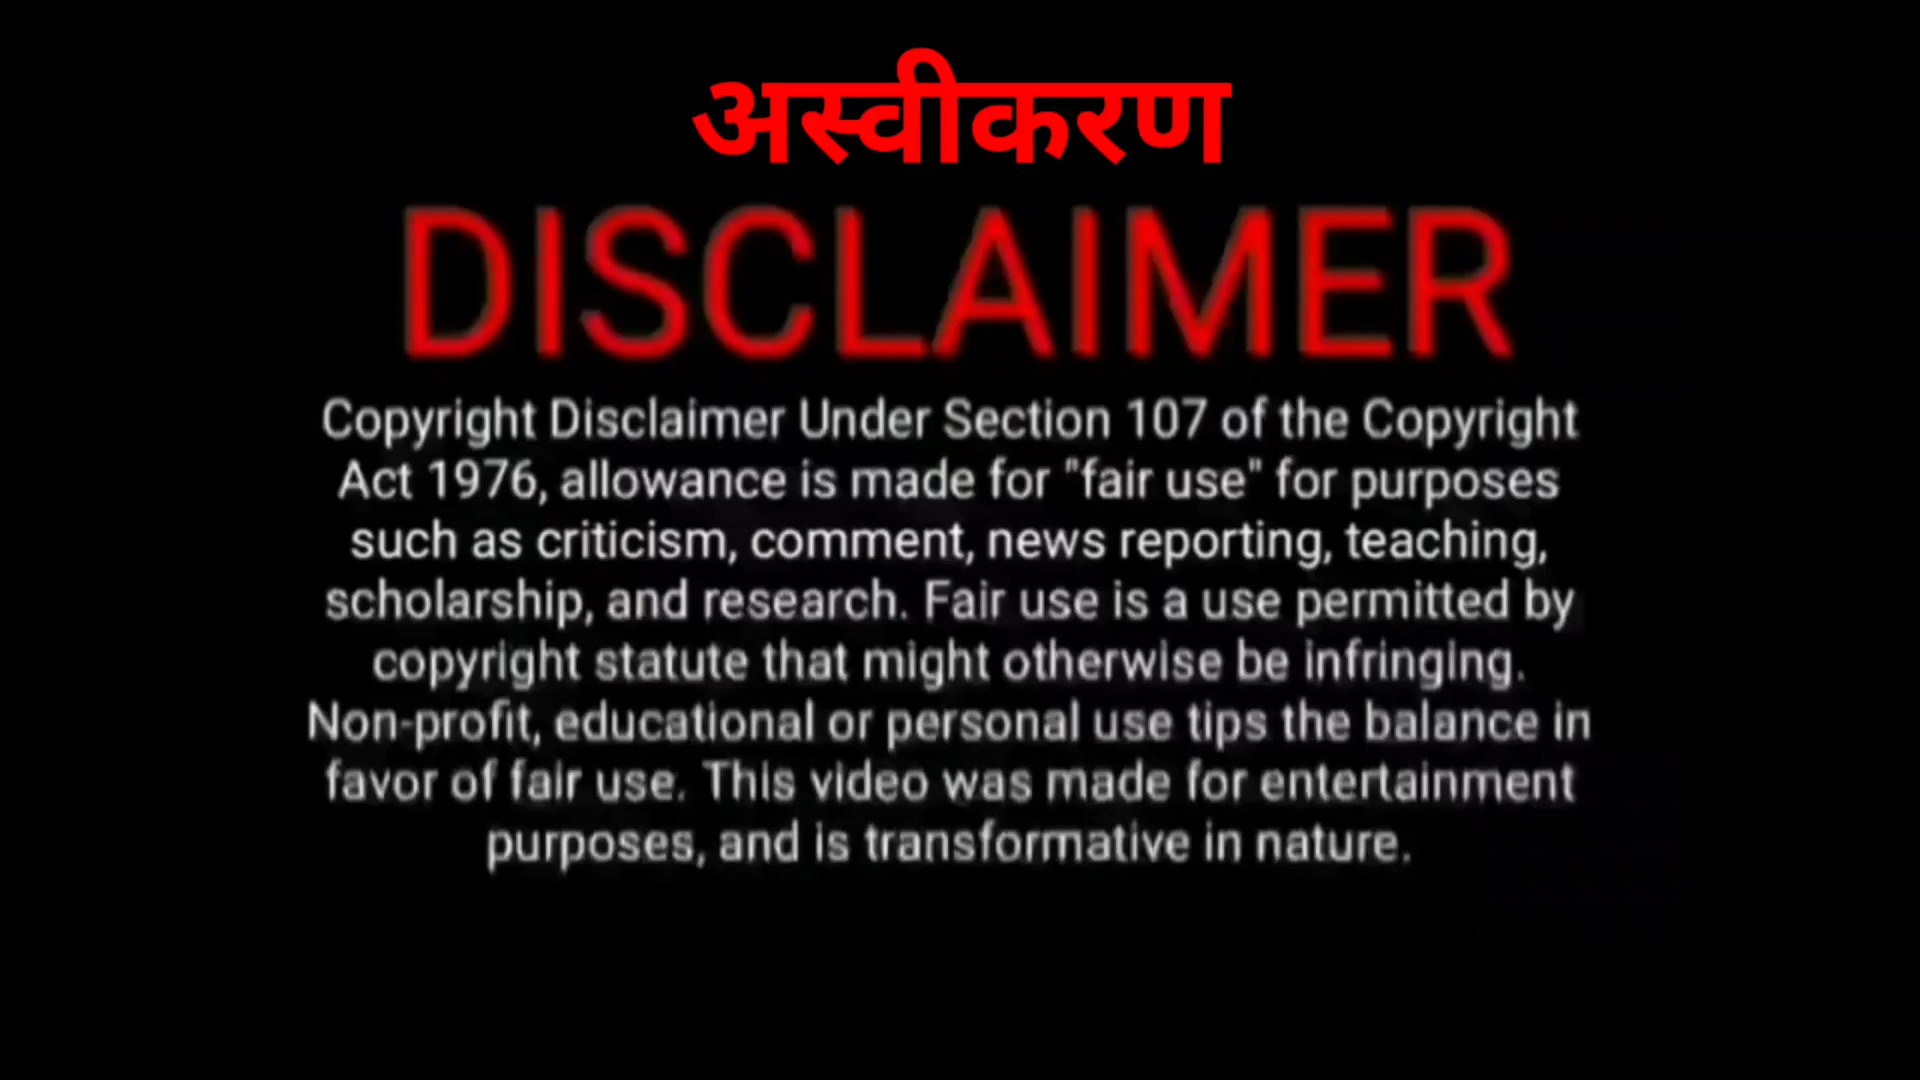 अस्वीकरण
DISCLAIMER
Copyright Disclaimer Under Section 107 of the Copyright
Act 1976, allowance is made for "fair use" for purposes
such as criticism, comment, news reporting, teaching,
scholarship, and research. Fair use is a use permitted by
copyright statute that might otherwise be infringing.
Non-profit, educational or personal use tips the balance in
favor of fair use. This video was made for entertainment
purposes, and is transformative in nature.